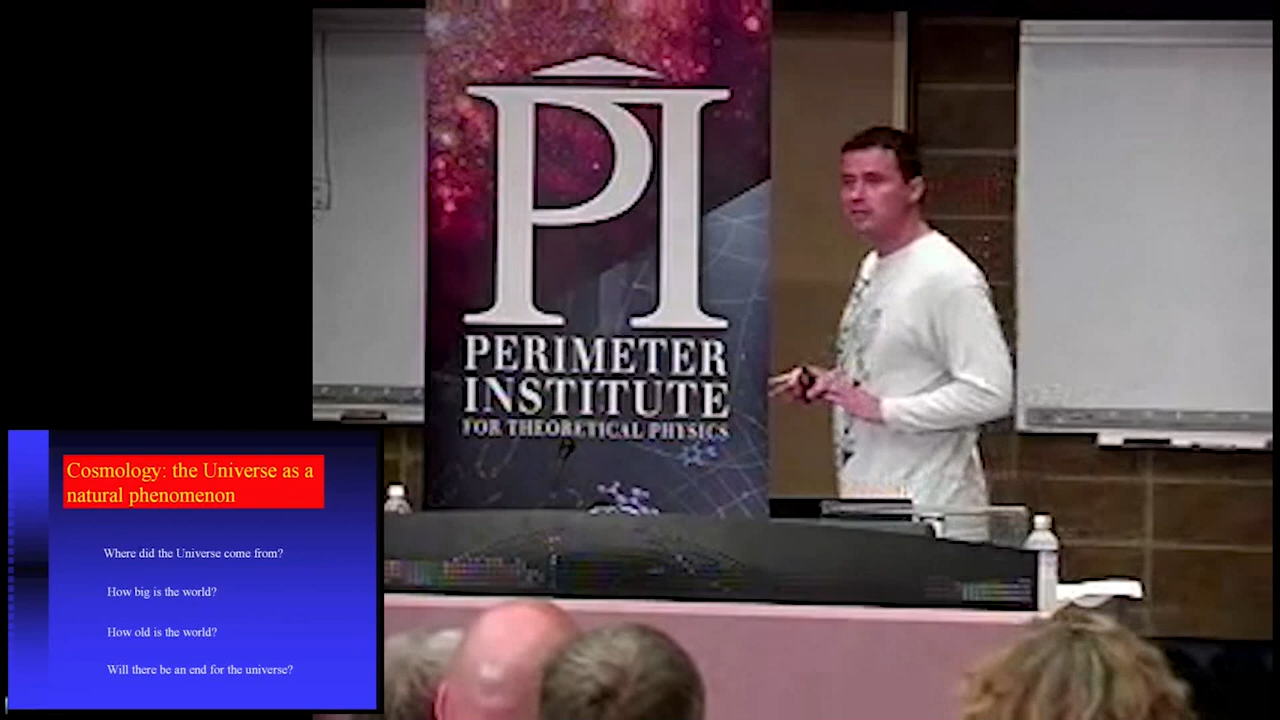 PI
PERIMETER
INSTITUTE
FOR THEORETICAL PHYSICS
Cosmology: the Universe as a
natural phenomenon
Where did the Universe come from?
How big is the world?
How old is the world?
Will there be an end for the universe?